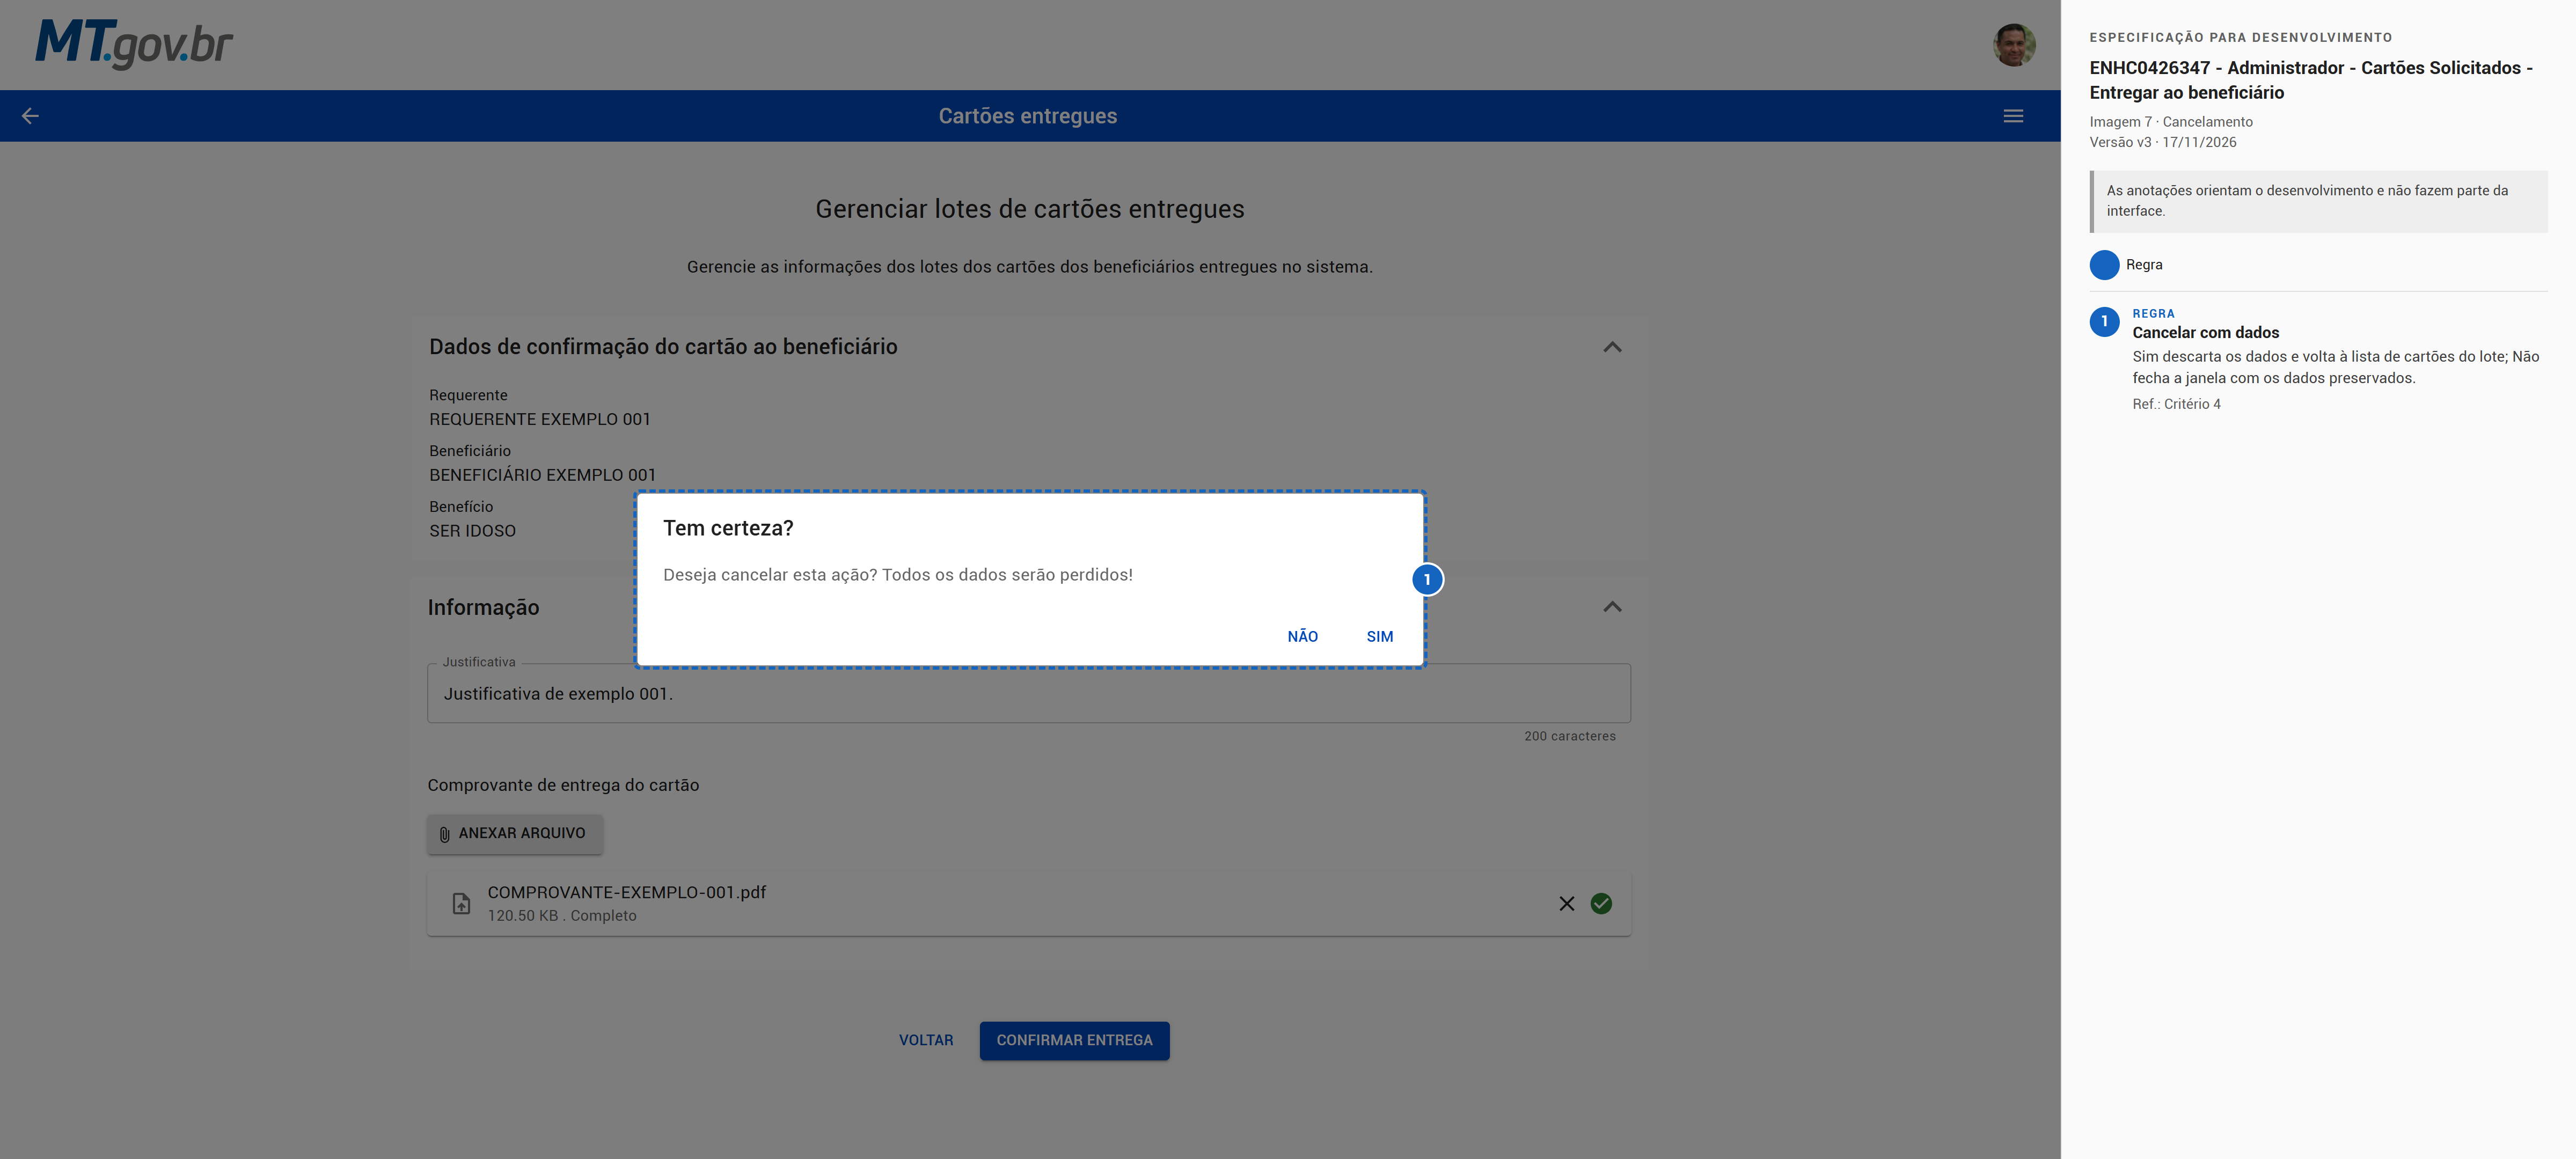 MT.gov.br
Cartões entregues
Gerenciar lotes de cartões entregues
Gerencie as informações dos lotes dos cartões dos beneficiários entregues no sistema.
Dados de confirmação do cartão ao beneficiário
Requerente
REQUERENTE EXEMPLO 001
Beneficiário
BENEFICIÁRIO EXEMPLO 001
Benefício
SER IDOSO
Tem certeza?
Deseja cancelar esta ação? Todos os dados serão perdidos!
1
NÃO SIM
Informação
Justificativa
Justificativa de exemplo 001.
200 caracteres
Comprovante de entrega do cartão
ANEXAR ARQUIVO
COMPROVANTE-EXEMPLO-001.pdf
120.50 KB . Completo
VOLTAR CONFIRMAR ENTREGA
ESPECIFICAÇÃO PARA DESENVOLVIMENTO
ENHC0426347 - Administrador - Cartões Solicitados -
Entregar ao beneficiário
Imagem 7 · Cancelamento
Versão v3 · 17/11/2026
As anotações orientam o desenvolvimento e não fazem parte da
interface.
Regra
1 REGRA
Cancelar com dados
Sim descarta os dados e volta à lista de cartões do lote; Não
fecha a janela com os dados preservados.
Ref.: Critério 4